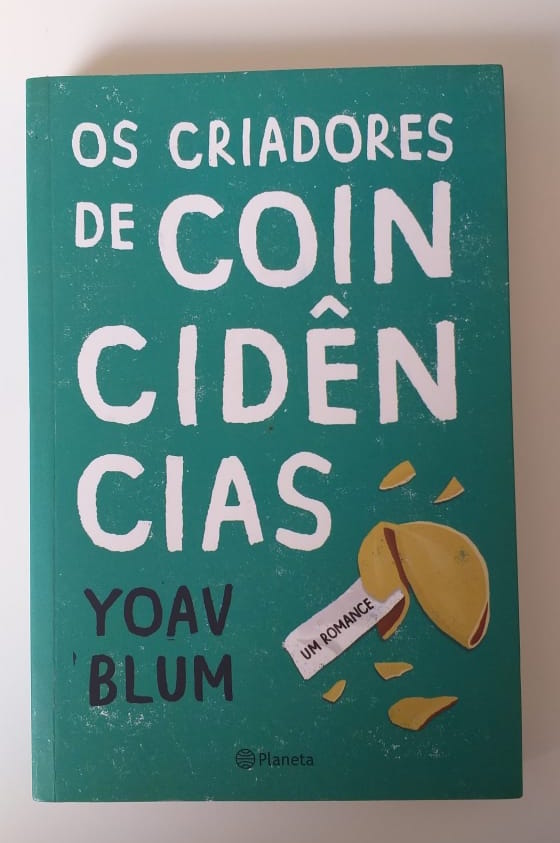 OS CRIADORES
DE COIN
CIDÊN
CIAS
YOAV
BLUM
UM ROMANCE
Planeta